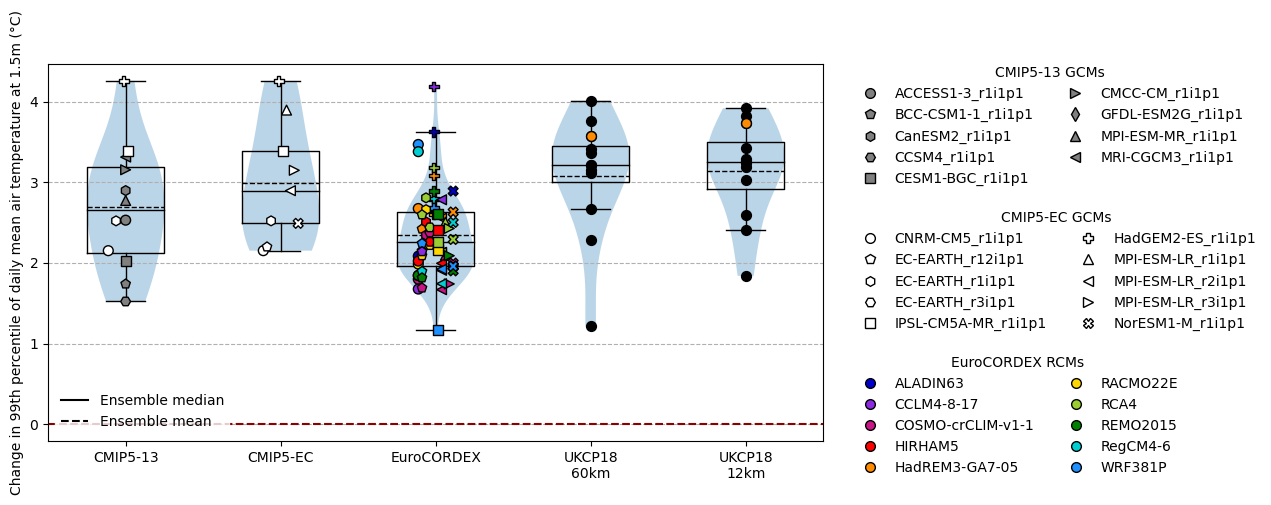 Change in 99th percentile of daily mean air temperature at 1.5m (°C)
4
3
2
1
0
Ensemble median
Ensemble mean
CMIP5-13
CMIP5-EC
EuroCORDEX
UKCP18
60km
UKCP18
12km
CMIP5-13 GCMs
ACCESS1-3_r1i1p1
BCC-CSM1-1_r1i1p1
CanESM2_r1i1p1
CCSM4_r1i1p1
CESM1-BGC_r1i1p1
CMCC-CM_r1i1p1
GFDL-ESM2G_r1i1p1
MPI-ESM-MR_r1i1p1
MRI-CGCM3_r1i1p1
CMIP5-EC GCMs
CNRM-CM5_r1i1p1
EC-EARTH_r12i1p1
EC-EARTH_r1i1p1
EC-EARTH_r3i1p1
IPSL-CM5A-MR_r1i1p1
HadGEM2-ES_r1i1p1
MPI-ESM-LR_r1i1p1
MPI-ESM-LR_r2i1p1
MPI-ESM-LR_r3i1p1
NorESM1-M_r1i1p1
EuroCORDEX RCMs
ALADIN63
CCLM4-8-17
COSMO-crCLIM-v1-1
HIRHAM5
HadREM3-GA7-05
RACMO22E
RCA4
REMO2015
RegCM4-6
WRF381P